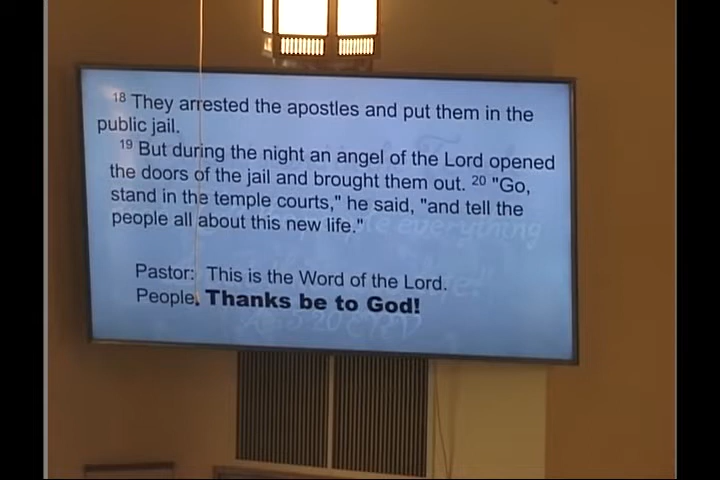 18 They arrested the apostles and put them in the
public jail.
19 But during the night an angel of the Lord opened
the doors of the jail and brought them out. 20 "Go,
stand in the temple courts," he said, "and tell the
people all about this new life."
Pastor: This is the Word of the Lord.
People: Thanks be to God!
everything